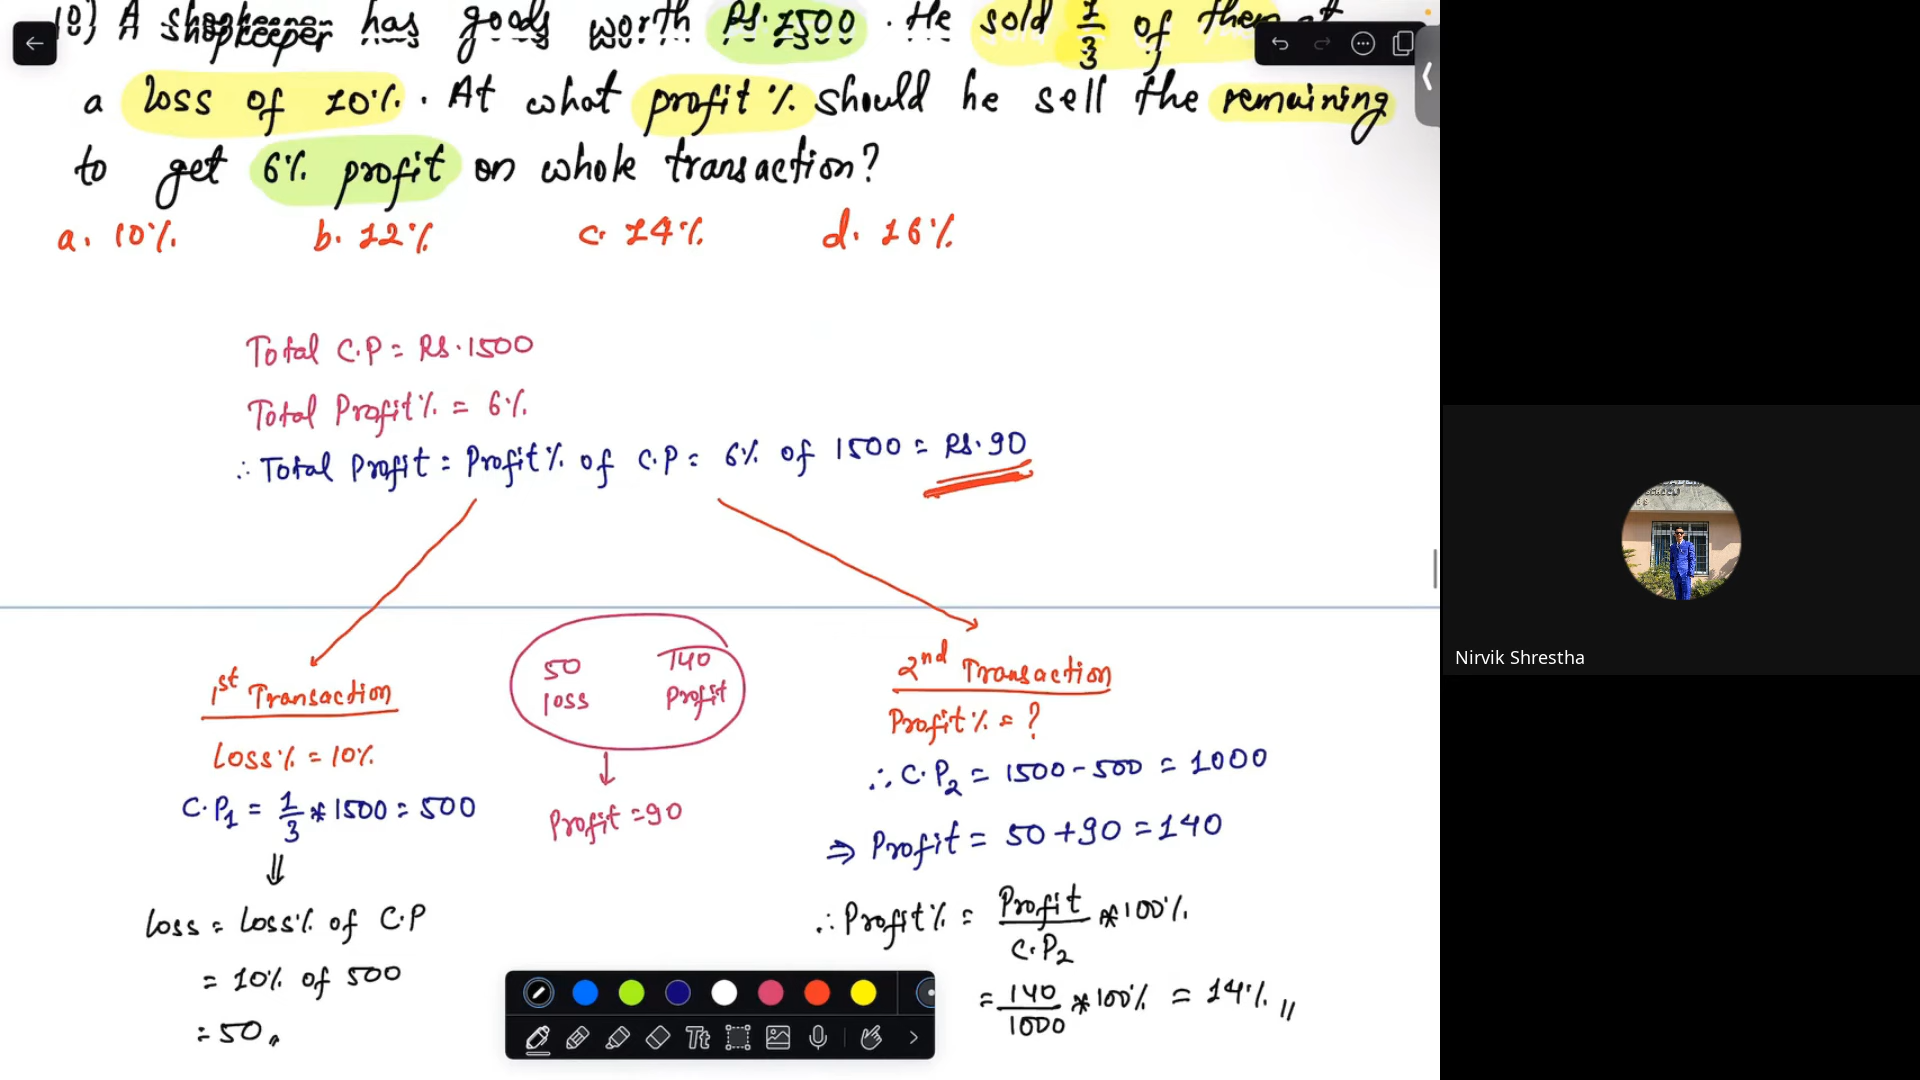 10) A shopkeeper has goods worth Rs. 1500. He sold 1/3 of them at
a loss of 10%. At what profit % should he sell the remaining
to get 6% profit on whole transaction?
a. 10% b. 12% c. 14% d. 16%
Total C.P = Rs. 1500
Total Profit% = 6%
∴ Total Profit = Profit% of C.P = 6% of 1500 = Rs. 90
1st Transaction
Loss% = 10%
C.P1 = 1/3 * 1500 = 500
⇓
loss = loss% of C.P
= 10% of 500
= 50
50 140
loss Profit
↓
Profit = 90
2nd Transaction
Profit% = ?
∴ C.P2 = 1500 - 500 = 1000
⇒ Profit = 50 + 90 = 140
∴ Profit% = Profit/C.P2 * 100%
= 140/1000 * 100% = 14% //
Tt
Nirvik Shrestha